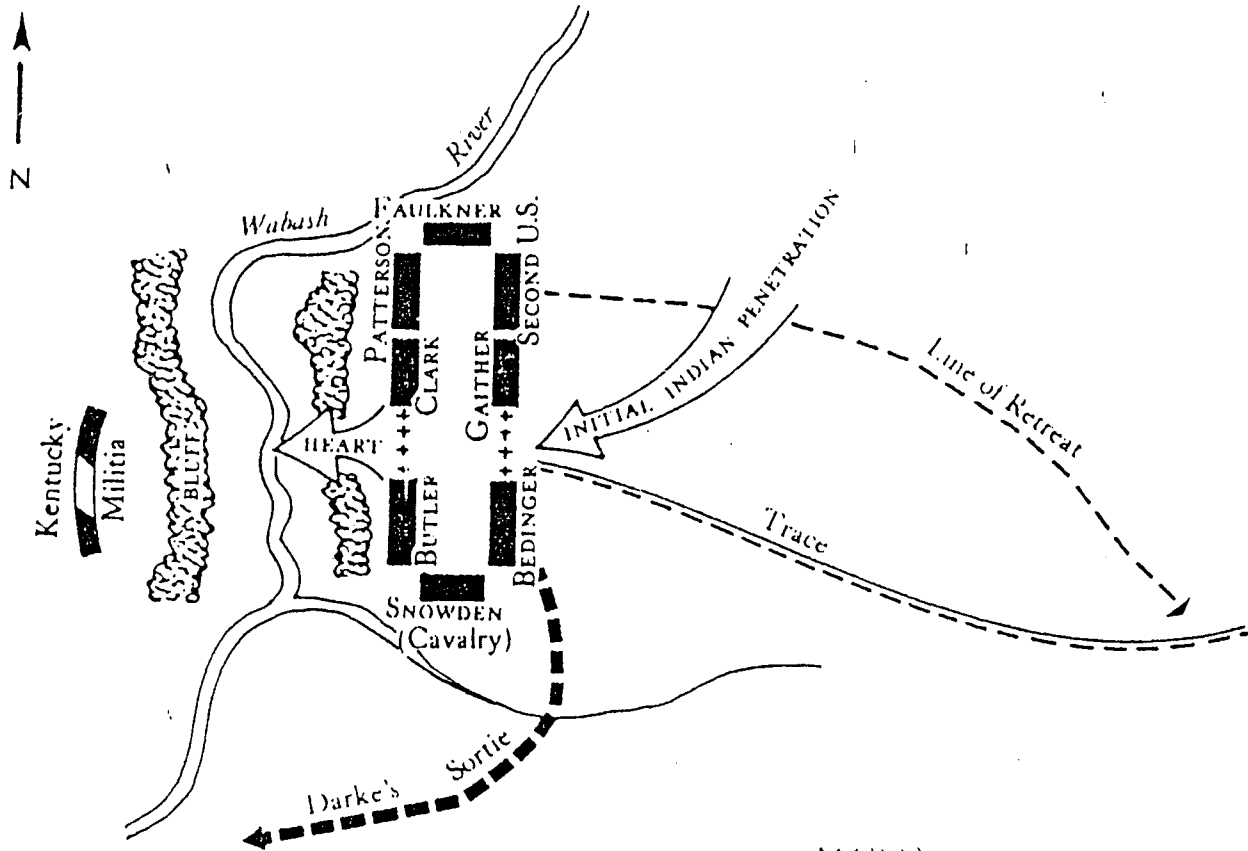 N
Wabash
River
FAULKNER
PATTERSON
SECOND U.S.
CLARK
GAITHER
HEART
BUTLER
BEDINGER
SNOWDEN
(Cavalry)
Kentucky
Militia
BLUFF
INITIAL INDIAN PENETRATION
Line of Retreat
Trace
Darke's
Sortie